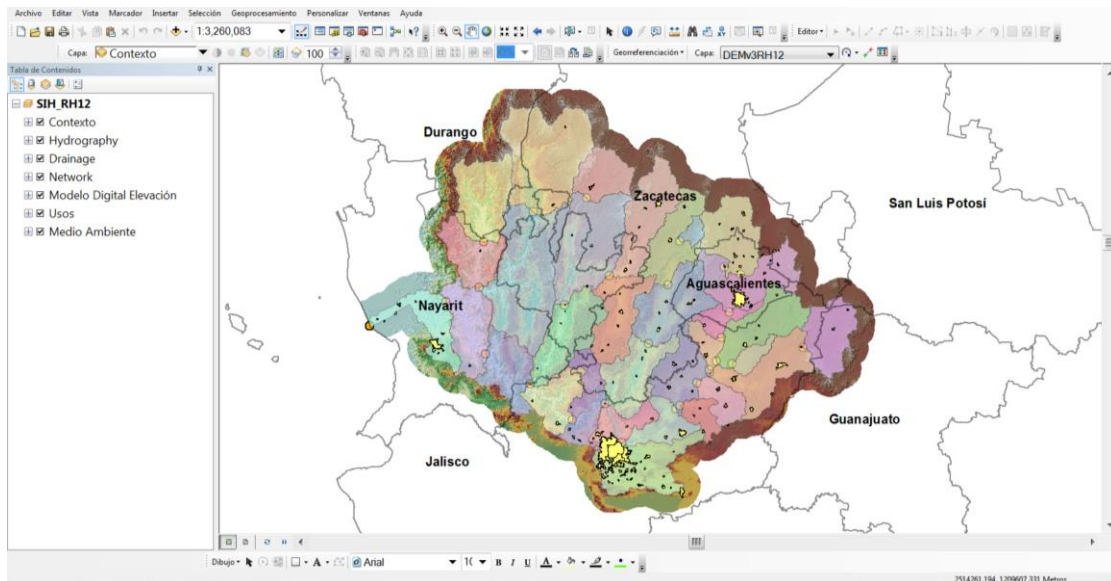 Archivo Editar Vista Marcador Insertar Selección Geoprocesamiento Personalizar Ventanas Ayuda
1:3,260,083 Editor
Capa: Contexto 100 Georreferenciación Capa: DEMv3RH12
Tabla de Contenidos
SIH_RH12
Contexto
Hydrography
Drainage
Network
Modelo Digital Elevación
Usos
Medio Ambiente
Durango
Zacatecas
San Luis Potosí
Aguascalientes
Nayarit
Guanajuato
Jalisco
Dibujo A Arial 10 B I U A
2514261.194 1209607.331 Metros